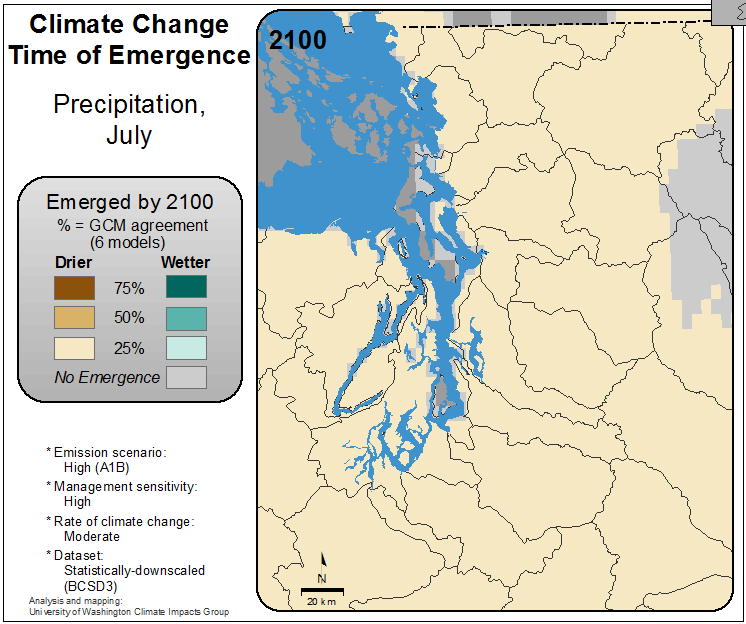 Climate Change
Time of Emergence
Precipitation,
July
Emerged by 2100
% = GCM agreement
(6 models)
Drier Wetter
75%
50%
25%
No Emergence
* Emission scenario:
High (A1B)
* Management sensitivity:
High
* Rate of climate change:
Moderate
* Dataset:
Statistically-downscaled
(BCSD3)
Analysis and mapping:
University of Washington Climate Impacts Group
2100
N
20 km